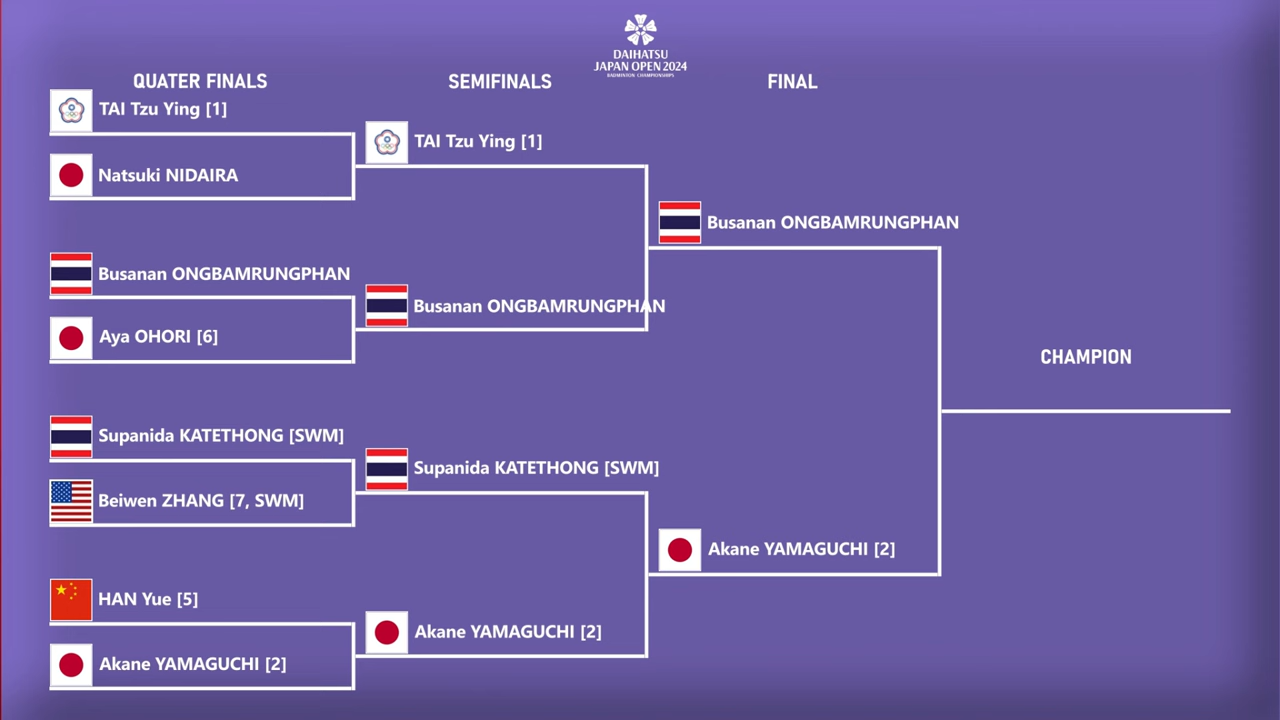 DAIHATSU
JAPAN OPEN 2024
BADMINTON CHAMPIONSHIPS
QUATER FINALS
SEMIFINALS
FINAL
TAI Tzu Ying [1]
Natsuki NIDAIRA
Busanan ONGBAMRUNGPHAN
Aya OHORI [6]
Supanida KATETHONG [SWM]
Beiwen ZHANG [7, SWM]
HAN Yue [5]
Akane YAMAGUCHI [2]
TAI Tzu Ying [1]
Busanan ONGBAMRUNGPHAN
Supanida KATETHONG [SWM]
Akane YAMAGUCHI [2]
Busanan ONGBAMRUNGPHAN
Akane YAMAGUCHI [2]
CHAMPION